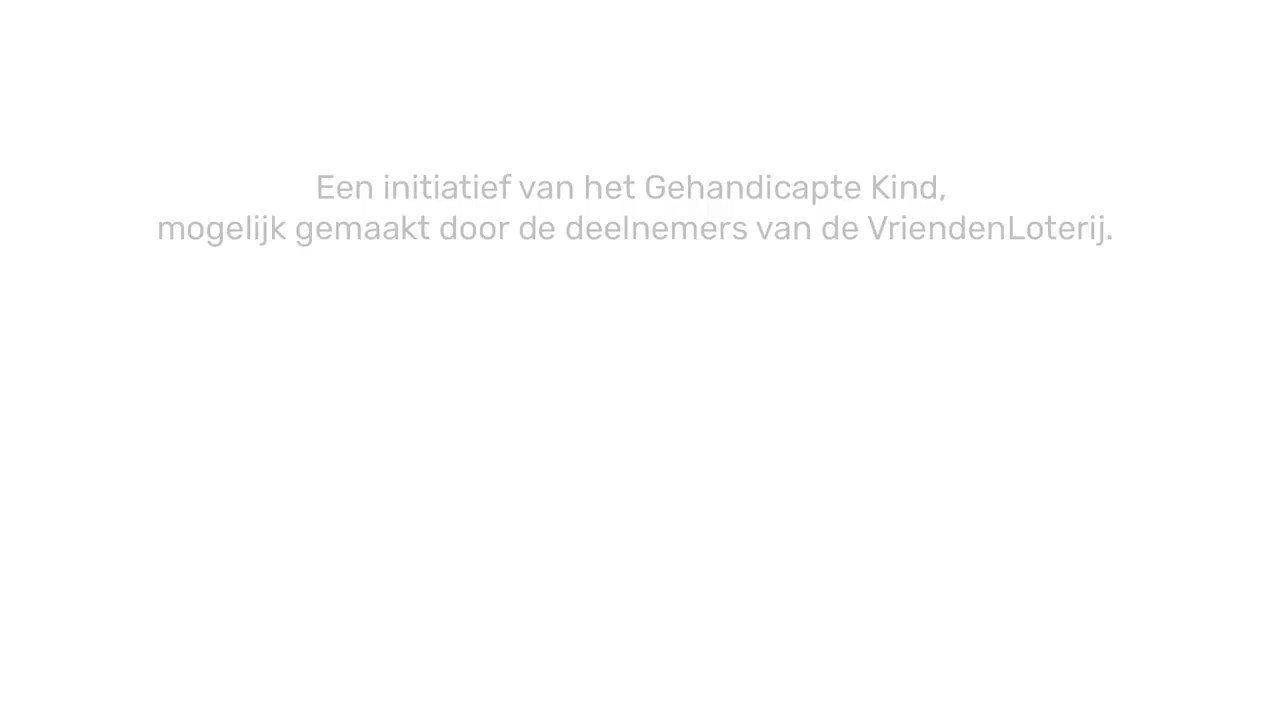 Een initiatief van het Gehandicapte Kind,
mogelijk gemaakt door de deelnemers van de VriendenLoterij.